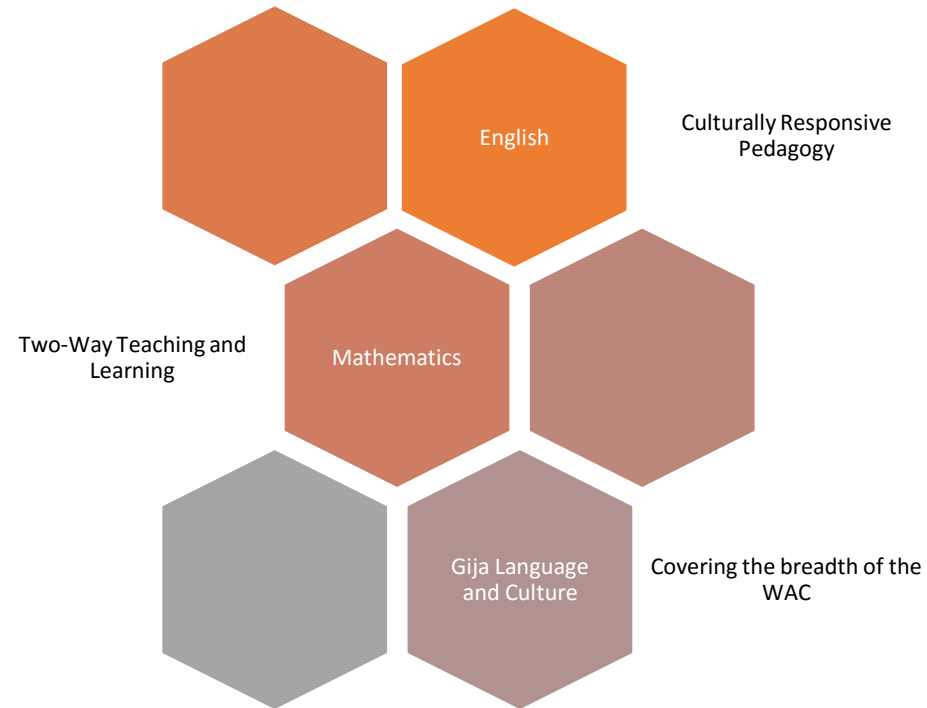 English
Culturally Responsive
Pedagogy
Two-Way Teaching and
Learning
Mathematics
Gija Language
and Culture
Covering the breadth of the
WAC